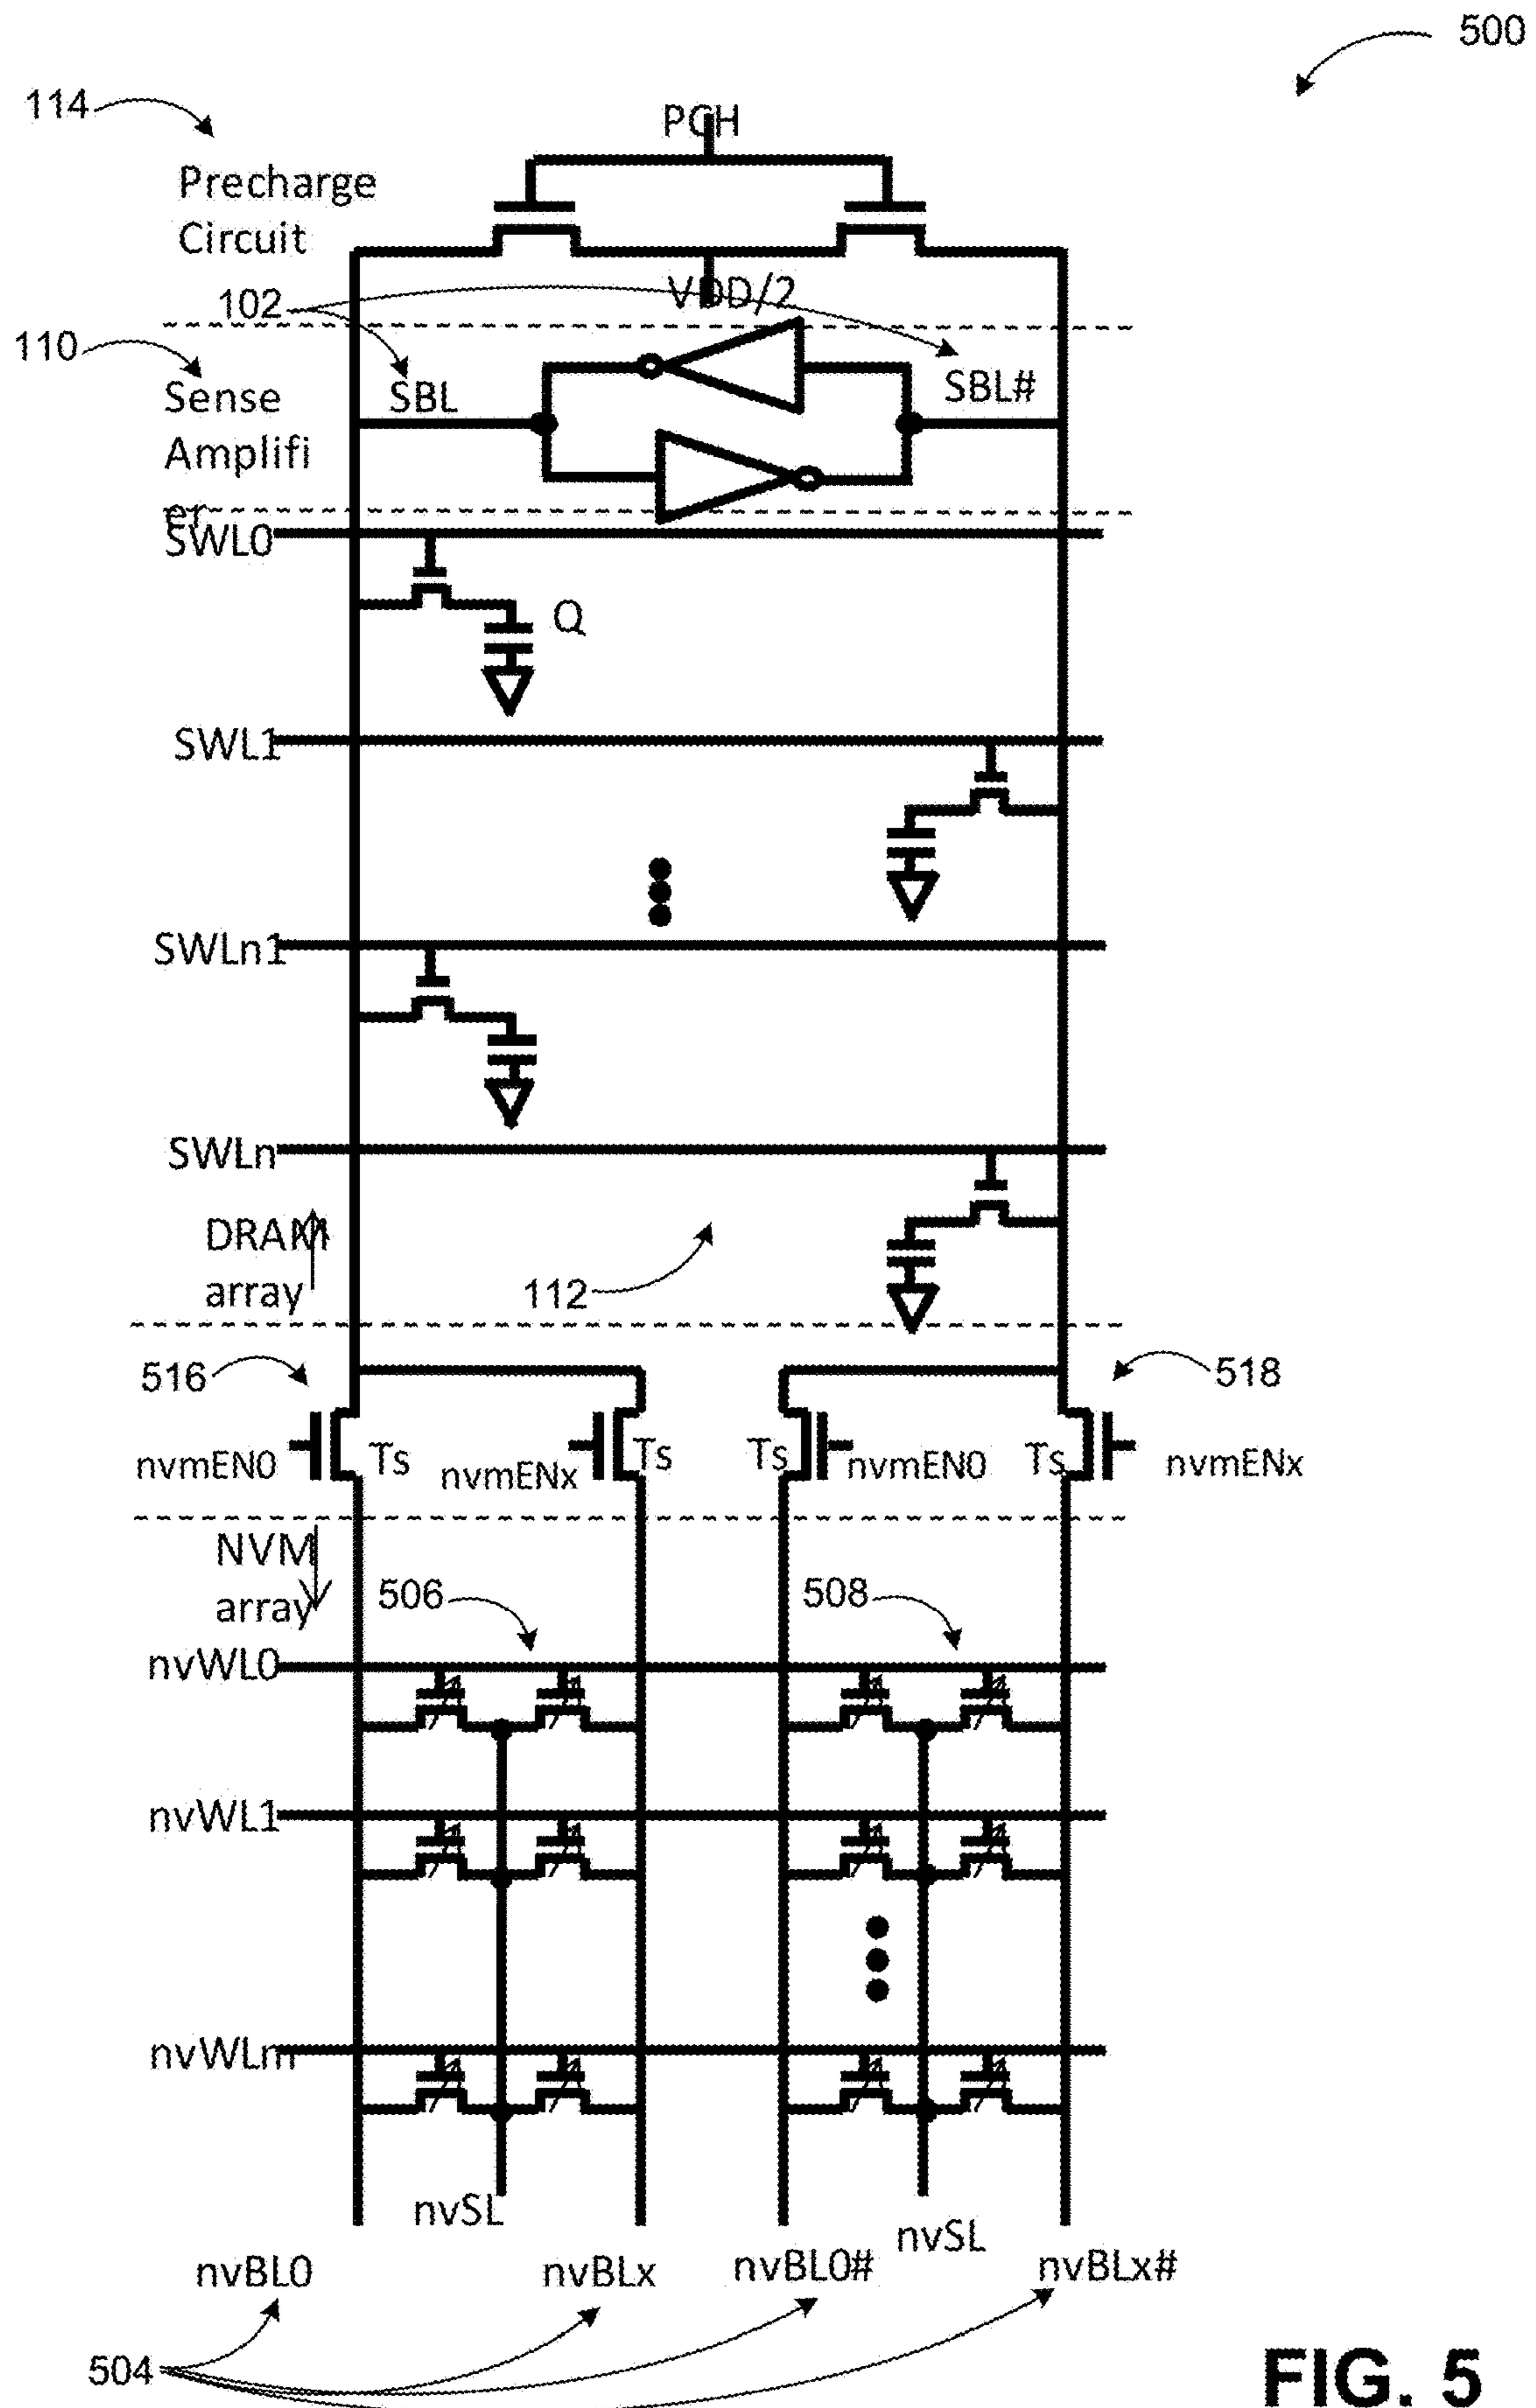 500
114
PCH
Precharge
Circuit
102
VDD/2
110
Sense
SBL
SBL#
Amplifi
er
SWL0
Q
SWL1
SWLn1
SWLn
DRAM
array
112
516
518
nvmEN0
Ts
nvmENx
Ts
Ts
nvmEN0
Ts
nvmENx
NVM
array
506
508
nvWL0
nvWL1
nvWLm
nvSL
nvSL
nvBL0
nvBLx
nvBL0#
nvBLx#
504
FIG. 5